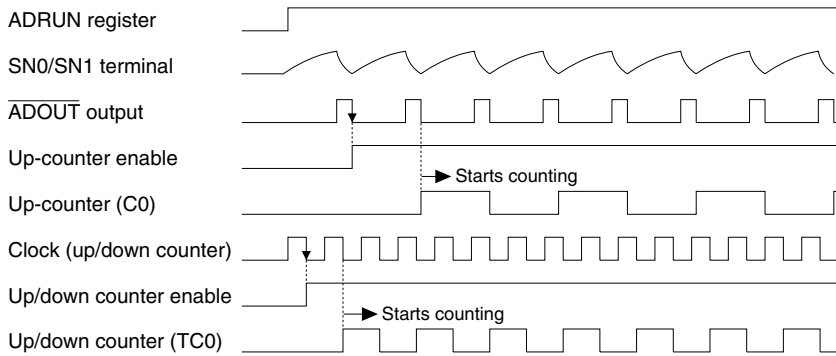 ADRUN register
SN0/SN1 terminal
ADOUT output
Up-counter enable
Starts counting
Up-counter (C0)
Clock (up/down counter)
Up/down counter enable
Starts counting
Up/down counter (TC0)